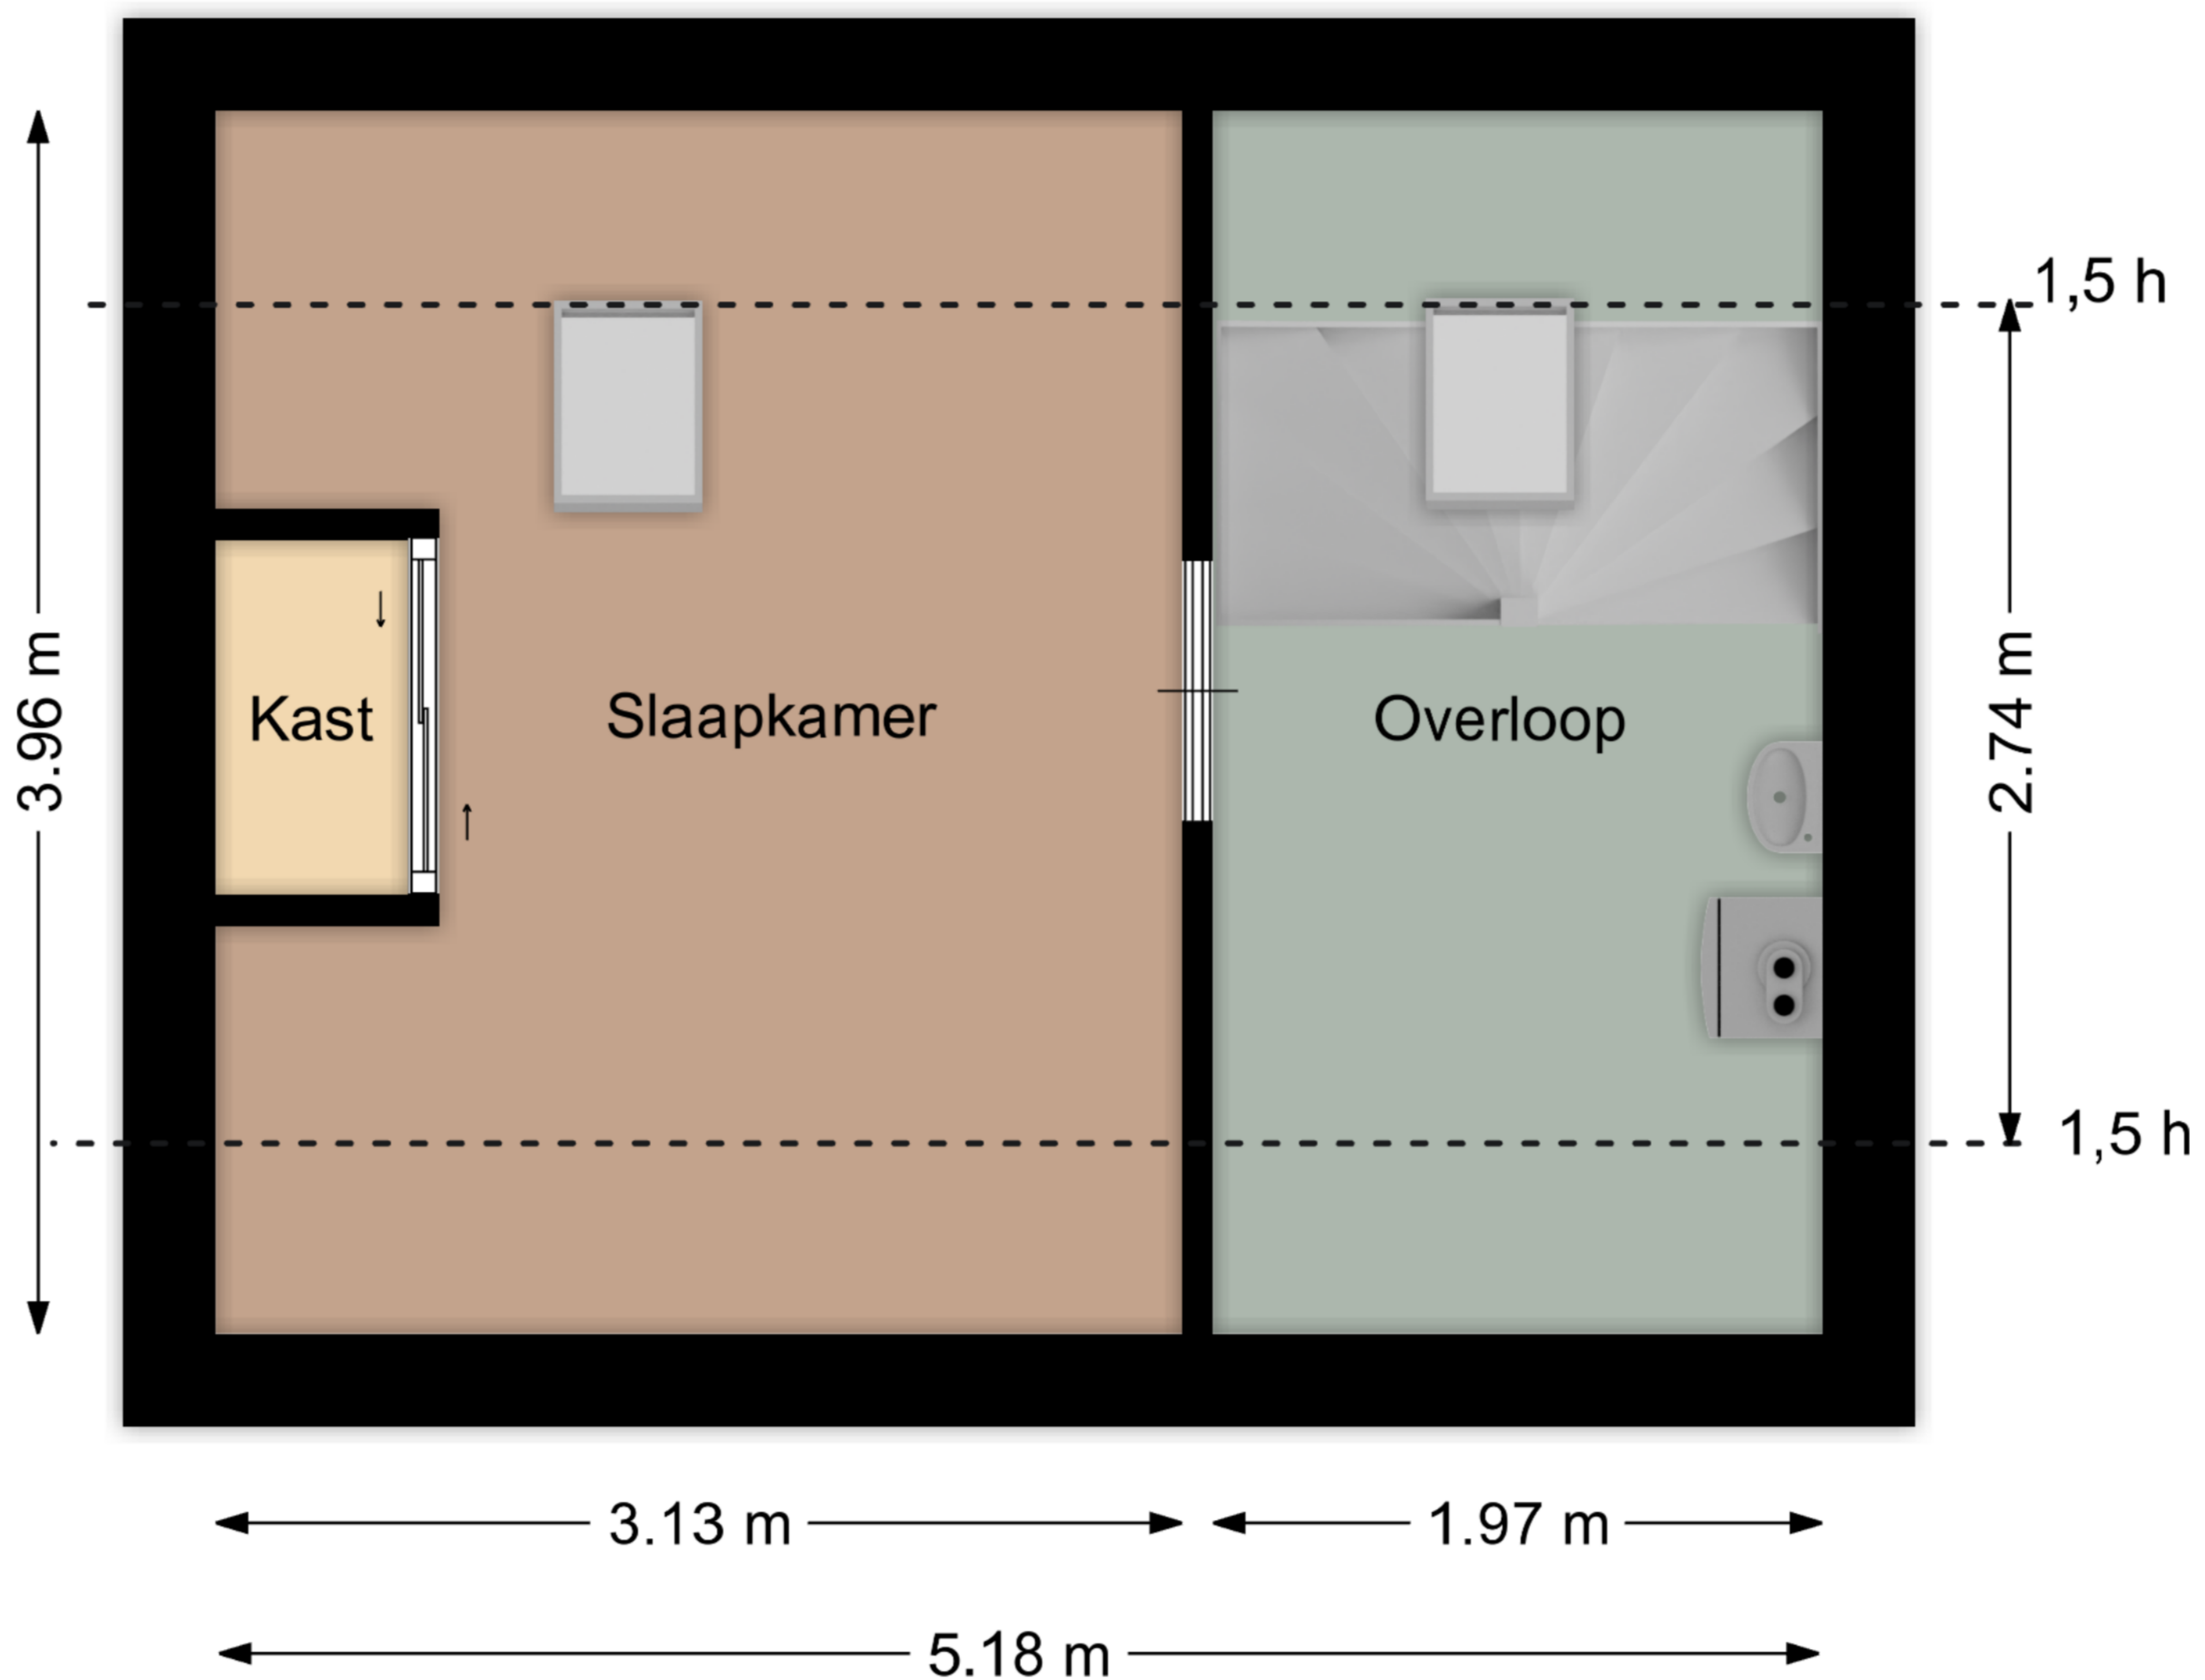 1,5 h
3.96 m
Kast
Slaapkamer
Overloop
2.74 m
1,5 h
3.13 m
1.97 m
5.18 m